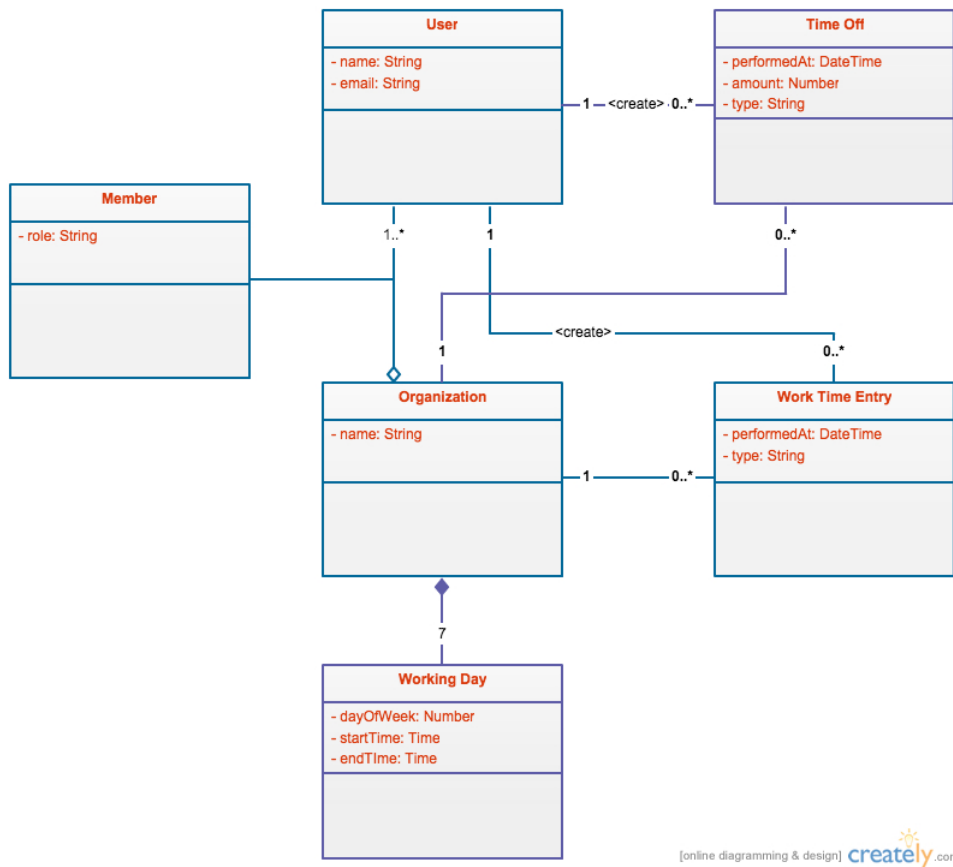 User
- name: String
- email: String
Time Off
- performedAt: DateTime
- amount: Number
- type: String
1
<create>
0..*
Member
- role: String
1..*
1
0..*
<create>
1
0..*
Organization
- name: String
Work Time Entry
- performedAt: DateTime
- type: String
1
0..*
7
Working Day
- dayOfWeek: Number
- startTime: Time
- endTIme: Time
[online diagramming & design] creately.com